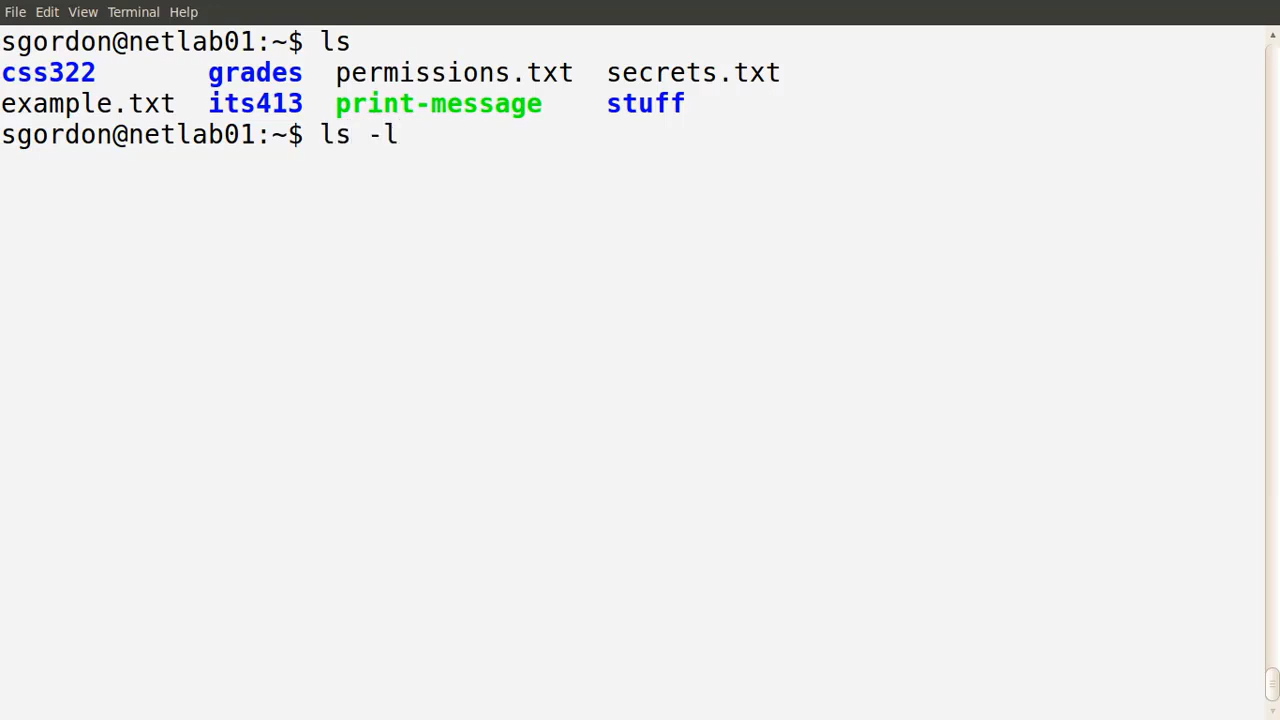 File Edit View Terminal Help
sgordon@netlab01:~$ ls
css322 grades permissions.txt secrets.txt
example.txt its413 print-message stuff
sgordon@netlab01:~$ ls -l